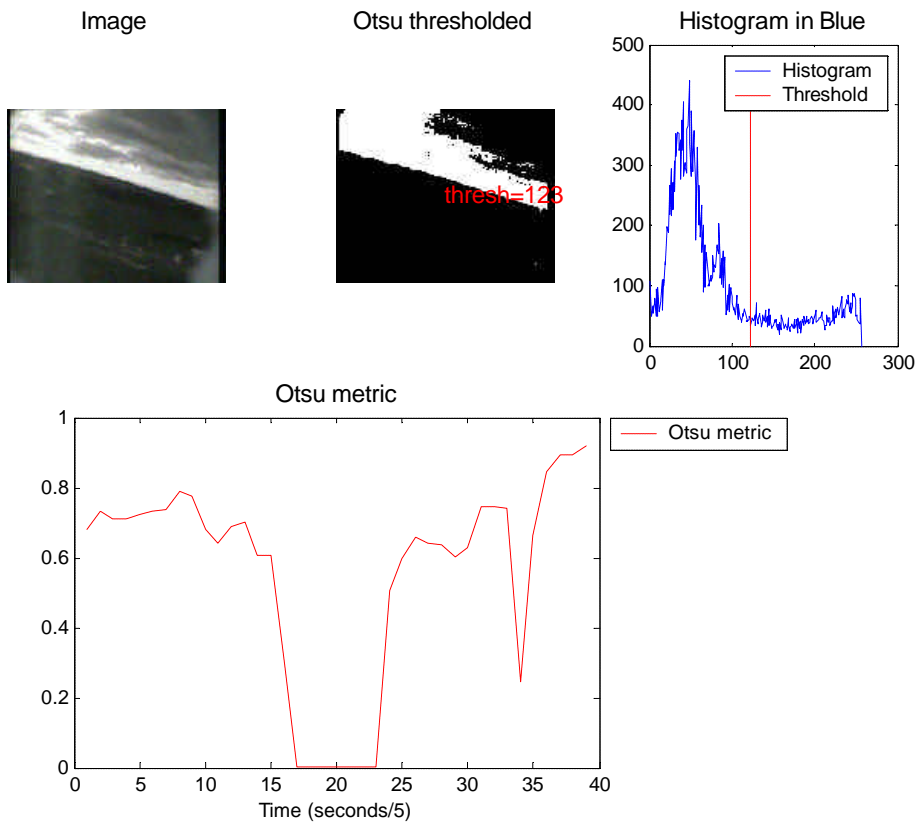 Image
Otsu thresholded
Histogram in Blue
thresh=123
500
400
300
200
100
0
Histogram
Threshold
0
100
200
300
Otsu metric
1
0.8
0.6
0.4
0.2
0
0
5
10
15
20
25
30
35
40
Time (seconds/5)
Otsu metric